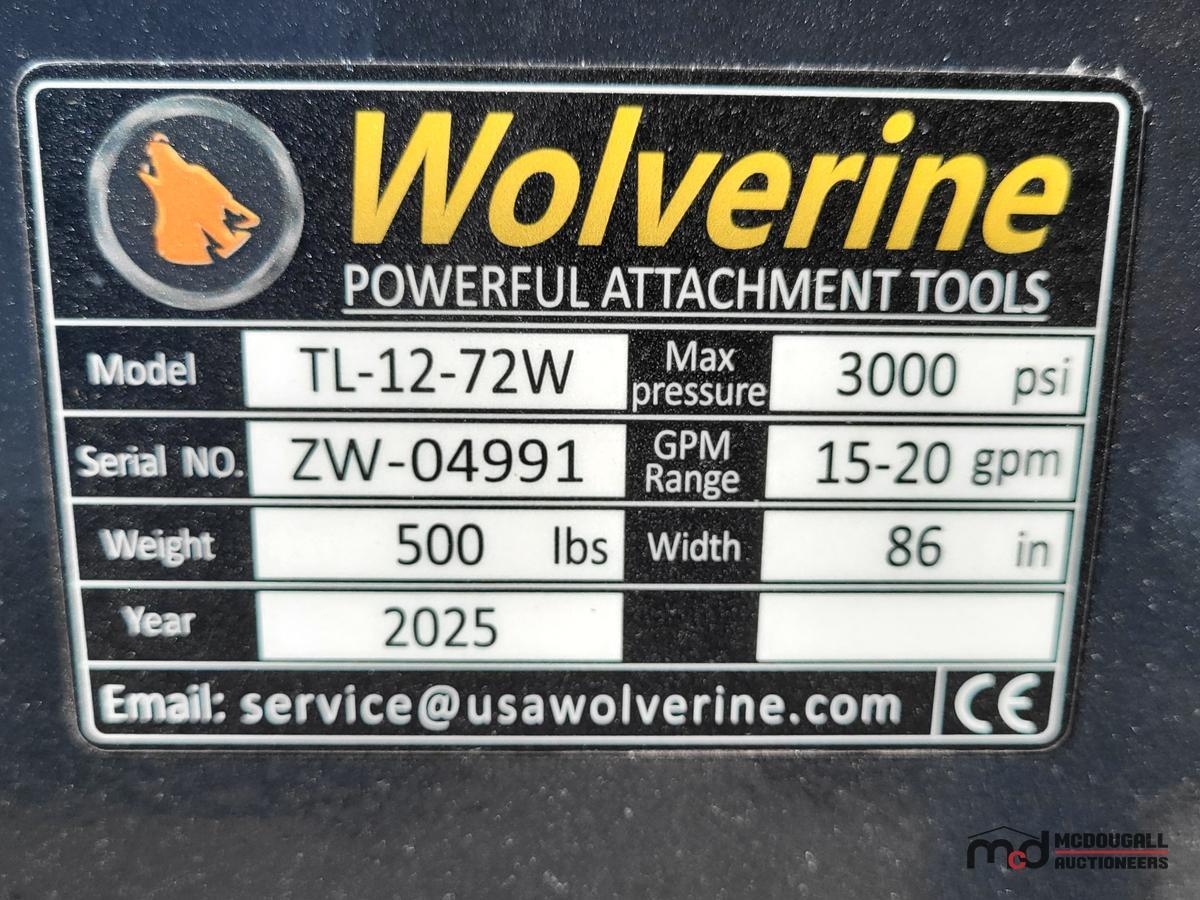 Wolverine
POWERFUL ATTACHMENT TOOLS
Model TL-12-72W Max pressure 3000 psi
Serial NO. ZW-04991 GPM Range 15-20 gpm
Weight 500 lbs Width 86 in
Year 2025
Email: service@usawolverine.com CE
mcd MCDOUGALL
AUCTIONEERS